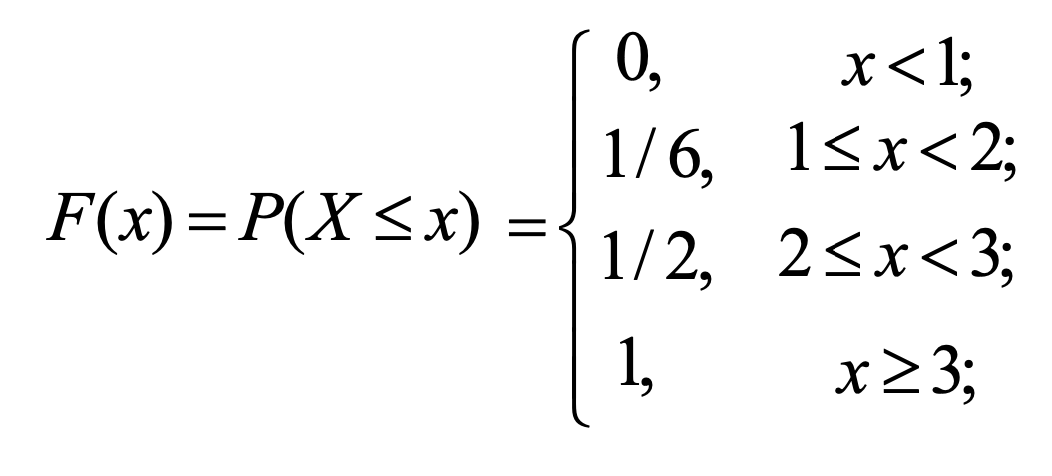 0, x < 1;
1/6, 1 ≤ x < 2;
F(x) = P(X ≤ x) =
1/2, 2 ≤ x < 3;
1, x ≥ 3;